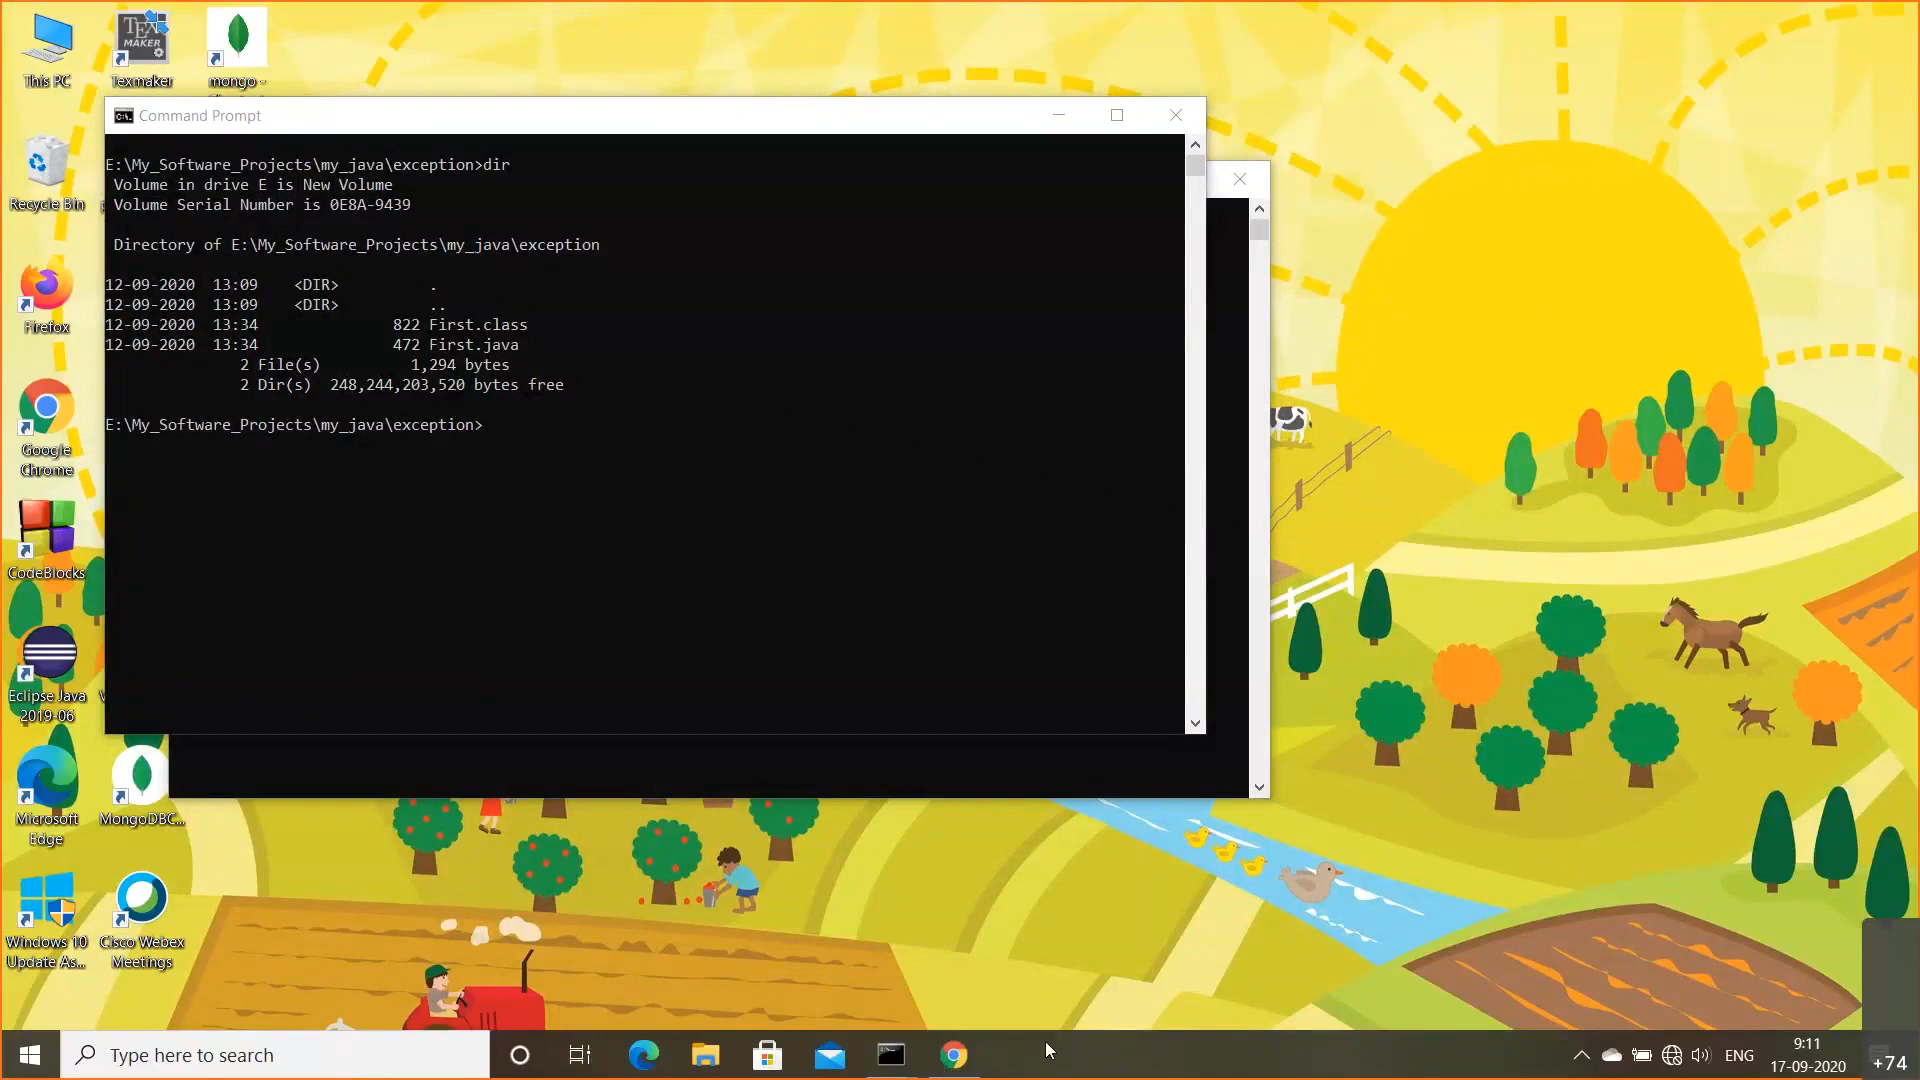 This PC
TEX
MAKER
Texmaker
mongo -
Command Prompt
E:\My_Software_Projects\my_java\exception>dir
Volume in drive E is New Volume
Volume Serial Number is 0E8A-9439
Directory of E:\My_Software_Projects\my_java\exception
12-09-2020  13:09    <DIR>          .
12-09-2020  13:09    <DIR>          ..
12-09-2020  13:34               822 First.class
12-09-2020  13:34               472 First.java
2 File(s)          1,294 bytes
2 Dir(s)  248,244,203,520 bytes free
E:\My_Software_Projects\my_java\exception>
Recycle Bin
Firefox
Google
Chrome
CodeBlocks
Eclipse Java
2019-06
Microsoft
Edge
MongoDBC...
Windows 10
Update As...
Cisco Webex
Meetings
Type here to search
ENG
9:11
17-09-2020
+74